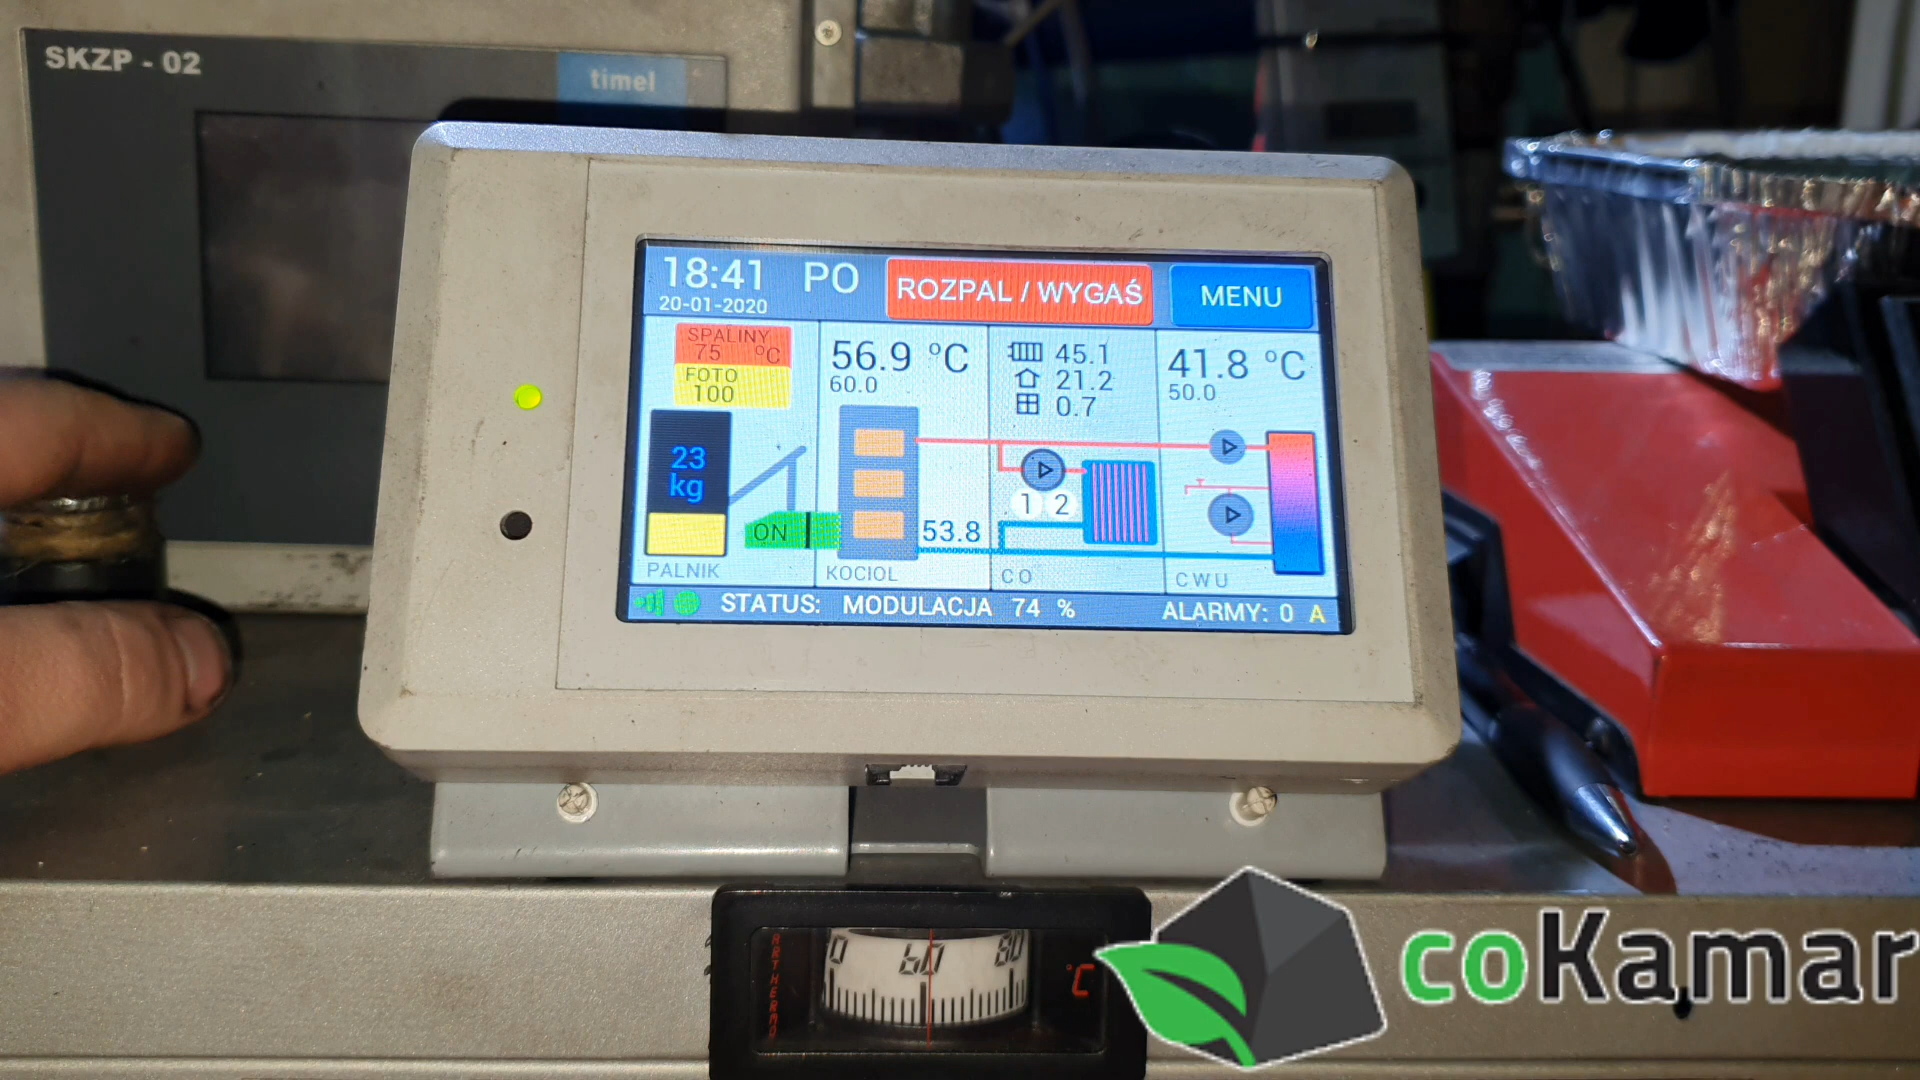 SKZP - 02
timel
18:41 PO
20-01-2020
ROZPAL / WYGAŚ
MENU
SPALINY
75 °C
FOTO
100
56.9 °C
60.0
45.1
21.2
0.7
41.8 °C
50.0
23
kg
ON
1 2
53.8
PALNIK
KOCIOL
CO
CWU
STATUS: MODULACJA 74 %
ALARMY: 0 A
0 60 80
°C
ARTHERMO
coKamar